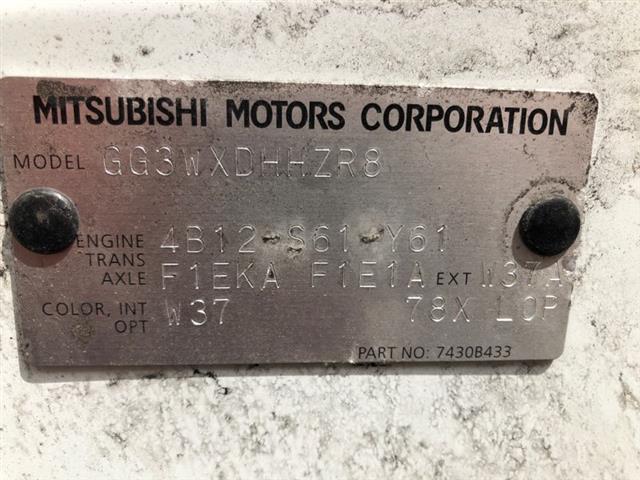 MITSUBISHI MOTORS CORPORATION
MODEL GG3WXDHHZR8
ENGINE 4B12-S61-Y61
TRANS
AXLE F1EKA F1E1A EXT W37A
COLOR, INT W37 78X L0P
OPT
PART NO: 7430B433